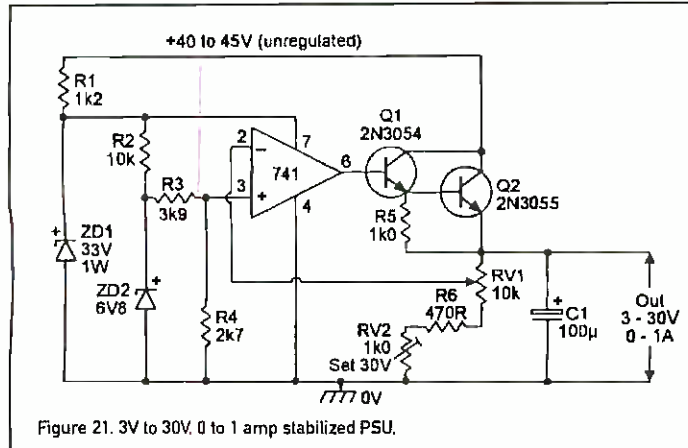 +40 to 45V (unregulated)
R1
1k2
R2
10k
R3
3k9
2
3
7
741
6
4
Q1
2N3054
Q2
2N3055
R5
1k0
ZD1
33V
1W
ZD2
6V8
R4
2k7
RV1
10k
R6
470R
RV2
1k0
Set 30V
C1
100µ
Out
3 - 30V
0 - 1A
0V
Figure 21. 3V to 30V, 0 to 1 amp stabilized PSU.